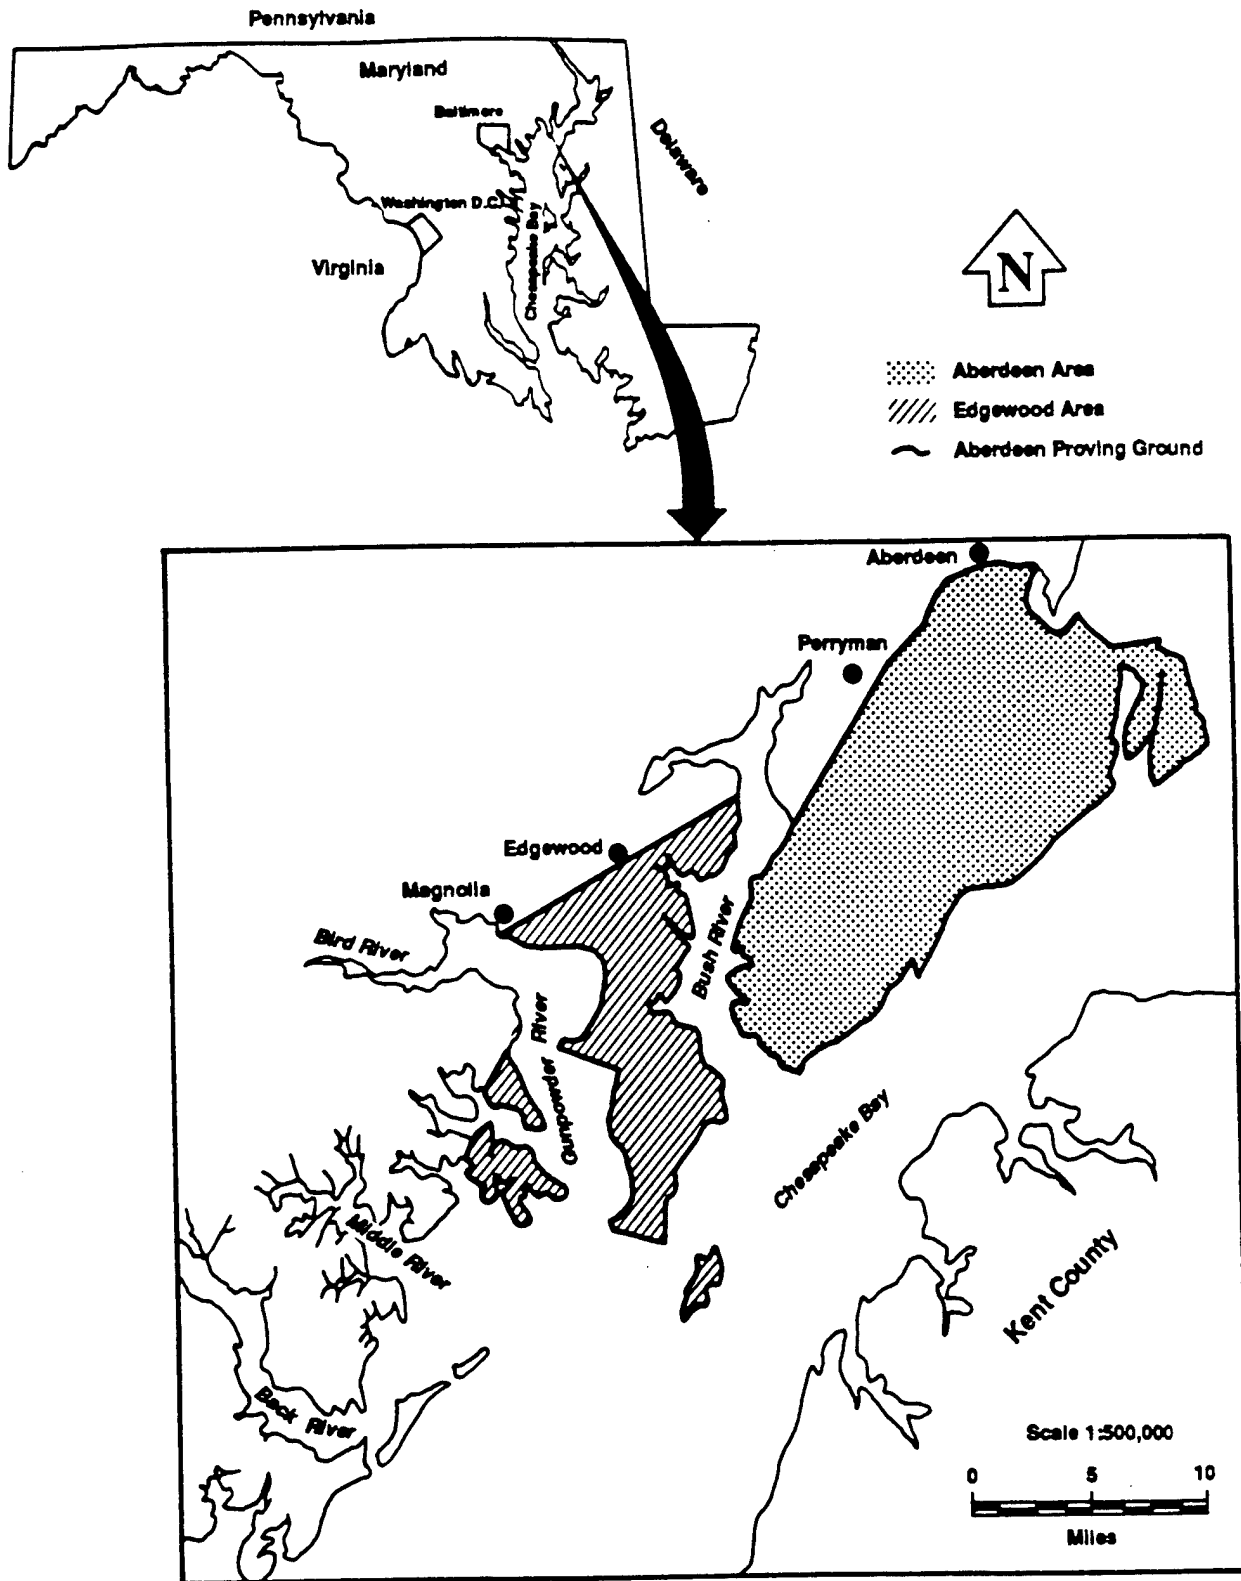 Pennsylvania
Maryland
Baltimore
Delaware
Washington D.C.
Chesapeake Bay
Virginia
N
Aberdeen Area
Edgewood Area
Aberdeen Proving Ground
Aberdeen
Perryman
Edgewood
Magnolia
Bird River
Bush River
Gunpowder River
Chesapeake Bay
Middle River
Kent County
Back River
Scale 1:500,000
0 5 10
Miles